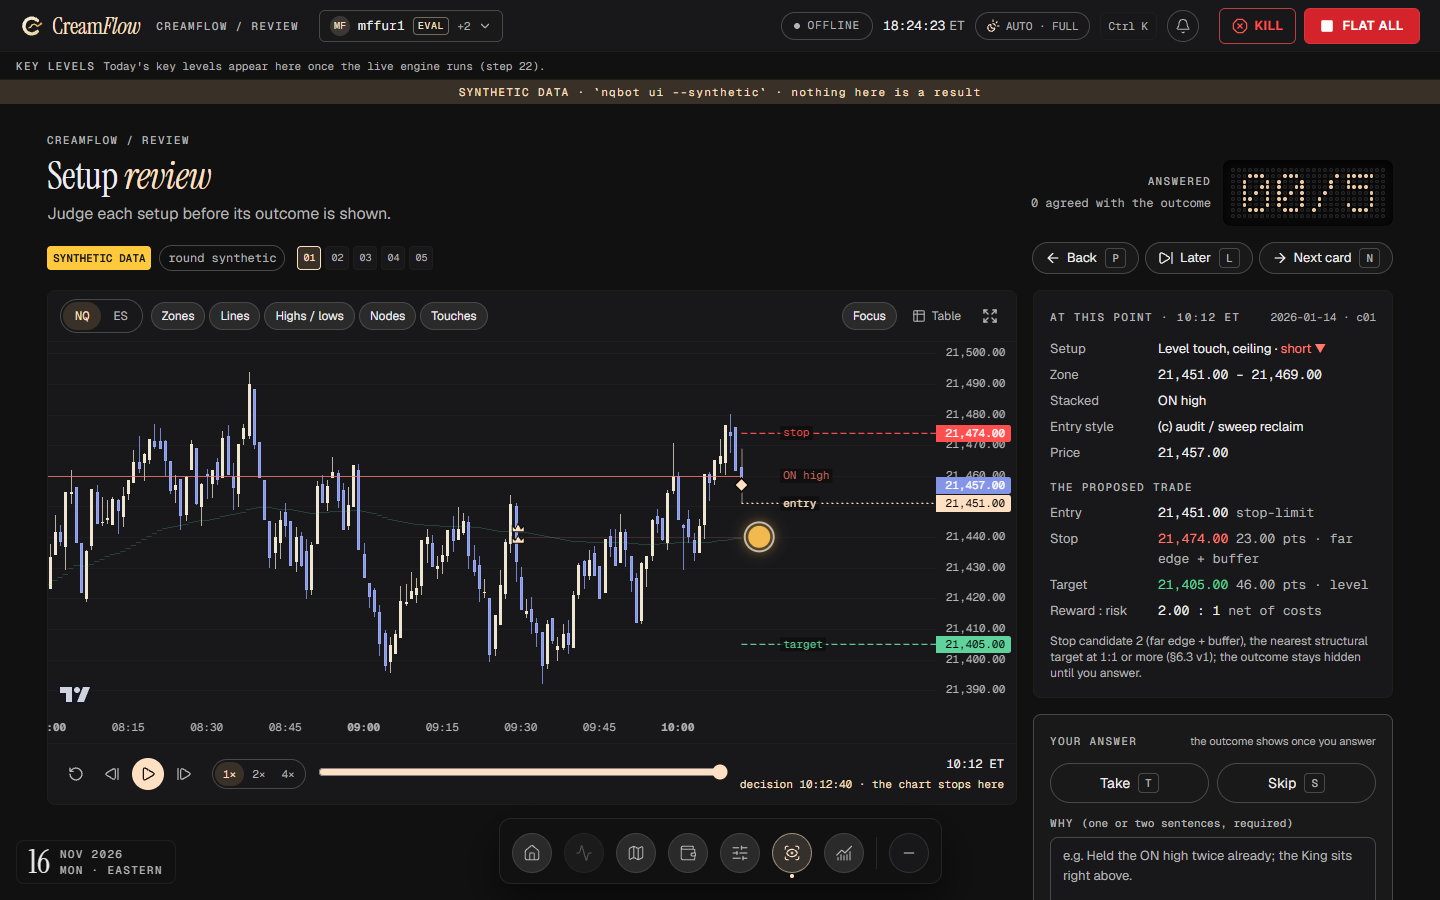 CreamFlow CREAMFLOW / REVIEW MF mffur1 EVAL +2 OFFLINE 18:24:23 ET AUTO · FULL Ctrl K KILL FLAT ALL
KEY LEVELS Today's key levels appear here once the live engine runs (step 22).
SYNTHETIC DATA · `nqbot ui --synthetic` · nothing here is a result
CREAMFLOW / REVIEW
Setup review
Judge each setup before its outcome is shown.
ANSWERED
0 agreed with the outcome
00/5
SYNTHETIC DATA round synthetic 01 02 03 04 05
Back P Later L Next card N
NQ ES Zones Lines Highs / lows Nodes Touches Focus Table
21,500.00
21,490.00
21,480.00
stop 21,474.00
21,470.00
ON high 21,460.00
21,457.00
entry 21,451.00
21,440.00
21,430.00
21,420.00
21,410.00
target 21,405.00
21,400.00
21,390.00
:00 08:15 08:30 08:45 09:00 09:15 09:30 09:45 10:00
1× 2× 4×
10:12 ET
decision 10:12:40 · the chart stops here
AT THIS POINT · 10:12 ET 2026-01-14 · c01
Setup Level touch, ceiling · short ▼
Zone 21,451.00 – 21,469.00
Stacked ON high
Entry style (c) audit / sweep reclaim
Price 21,457.00
THE PROPOSED TRADE
Entry 21,451.00 stop-limit
Stop 21,474.00 23.00 pts · far
edge + buffer
Target 21,405.00 46.00 pts · level
Reward : risk 2.00 : 1 net of costs
Stop candidate 2 (far edge + buffer), the nearest structural
target at 1:1 or more (§6.3 v1); the outcome stays hidden
until you answer.
YOUR ANSWER the outcome shows once you answer
Take T Skip S
WHY (one or two sentences, required)
e.g. Held the ON high twice already; the King sits
right above.
16 NOV 2026
MON · EASTERN